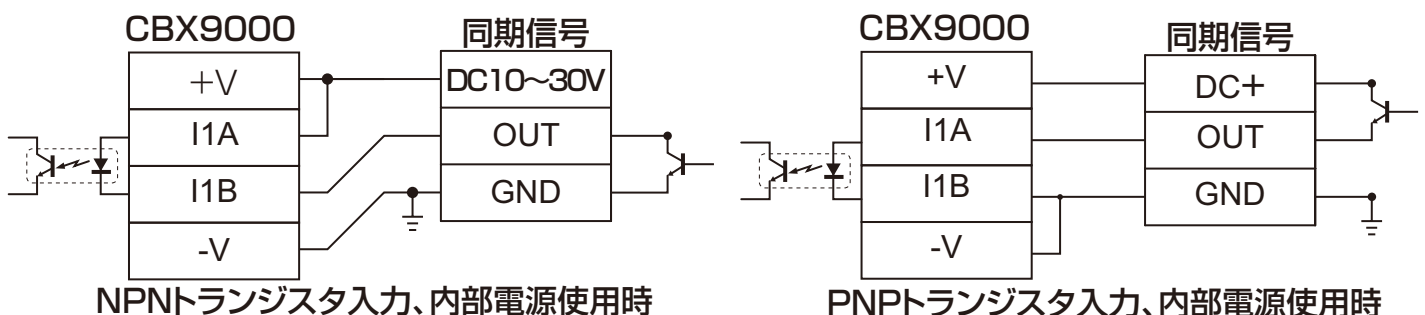 CBX9000
同期信号
+V
DC10～30V
I1A
OUT
I1B
GND
-V
NPNトランジスタ入力、内部電源使用時
CBX9000
同期信号
+V
DC+
I1A
OUT
I1B
GND
-V
PNPトランジスタ入力、内部電源使用時